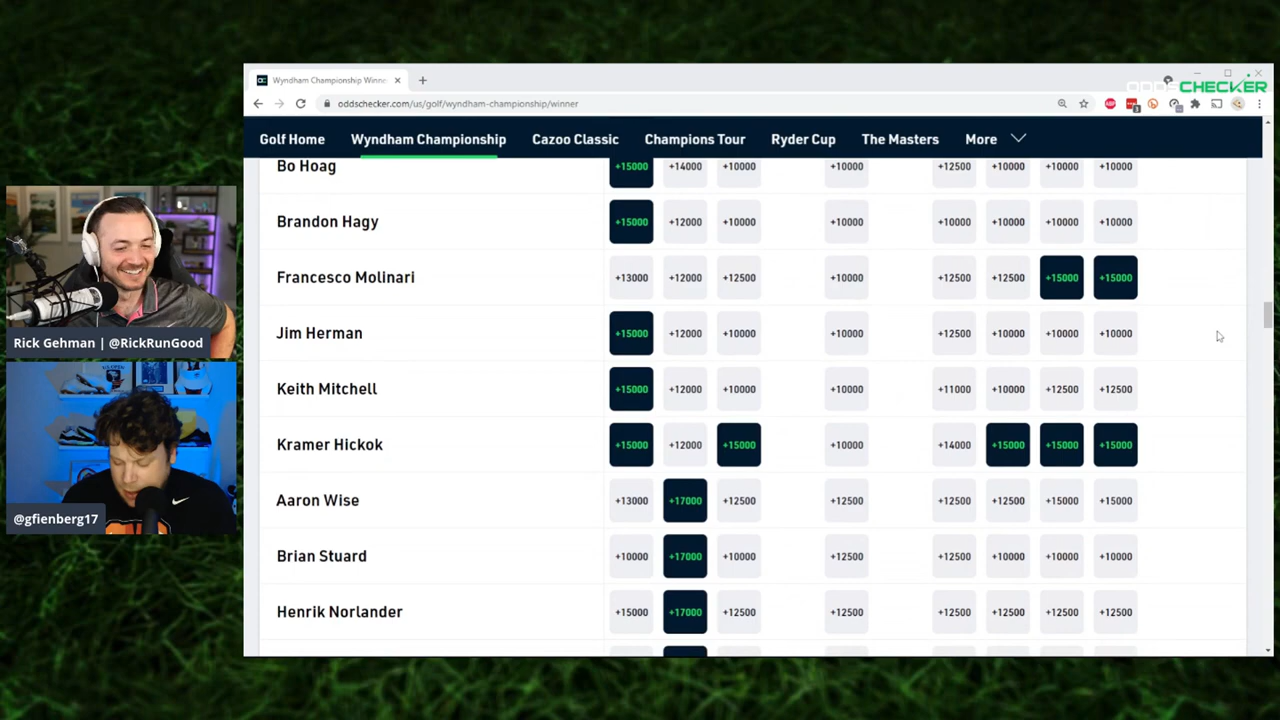 ODDSCHECKER
Wyndham Championship Winne
oddschecker.com/us/golf/wyndham-championship/winner
Golf Home Wyndham Championship Cazoo Classic Champions Tour Ryder Cup The Masters More
Bo Hoag +15000 +14000 +10000 +10000 +12500 +10000 +10000 +10000
Brandon Hagy +15000 +12000 +10000 +10000 +10000 +10000 +10000 +10000
Francesco Molinari +13000 +12000 +12500 +10000 +12500 +12500 +15000 +15000
Jim Herman +15000 +12000 +10000 +10000 +12500 +10000 +10000 +10000
Keith Mitchell +15000 +12000 +10000 +10000 +11000 +10000 +12500 +12500
Kramer Hickok +15000 +12000 +15000 +10000 +14000 +15000 +15000 +15000
Aaron Wise +13000 +17000 +12500 +12500 +12500 +12500 +15000 +15000
Brian Stuard +10000 +17000 +10000 +12500 +12500 +10000 +10000 +10000
Henrik Norlander +15000 +17000 +12500 +12500 +12500 +12500 +12500 +12500
Rick Gehman | @RickRunGood
@gfienberg17